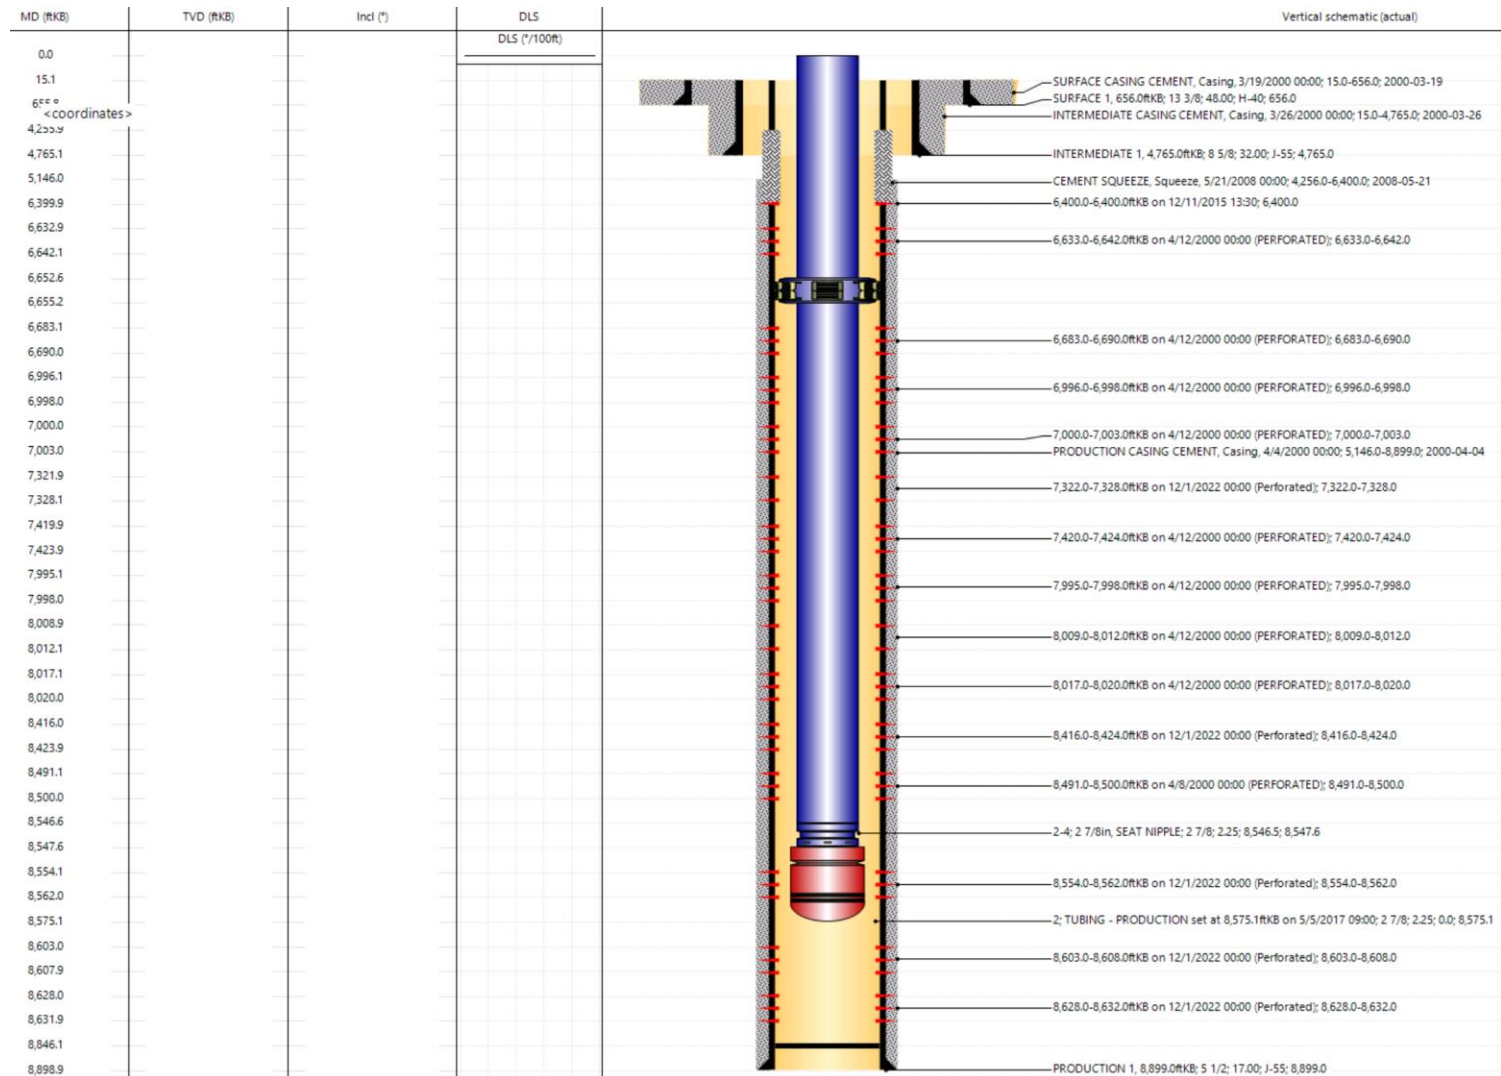 MD (ftKB) TVD (ftKB) Incl (°) DLS Vertical schematic (actual)
DLS (°/100ft)
0.0
15.1
<coordinates>
4,255.9
4,765.1
5,146.0
6,399.9
6,632.9
6,642.1
6,652.6
6,655.2
6,683.1
6,690.0
6,996.1
6,998.0
7,000.0
7,003.0
7,321.9
7,328.1
7,419.9
7,423.9
7,995.1
7,998.0
8,008.9
8,012.1
8,017.1
8,020.0
8,416.0
8,423.9
8,491.1
8,500.0
8,546.6
8,547.6
8,554.1
8,562.0
8,575.1
8,603.0
8,607.9
8,628.0
8,631.9
8,846.1
8,898.9
SURFACE CASING CEMENT, Casing, 3/19/2000 00:00; 15.0-656.0; 2000-03-19
SURFACE 1, 656.0ftKB; 13 3/8; 48.00; H-40; 656.0
INTERMEDIATE CASING CEMENT, Casing, 3/26/2000 00:00; 15.0-4,765.0; 2000-03-26
INTERMEDIATE 1, 4,765.0ftKB; 8 5/8; 32.00; J-55; 4,765.0
CEMENT SQUEEZE, Squeeze, 5/21/2008 00:00; 4,256.0-6,400.0; 2008-05-21
6,400.0-6,400.0ftKB on 12/11/2015 13:30; 6,400.0
6,633.0-6,642.0ftKB on 4/12/2000 00:00 (PERFORATED); 6,633.0-6,642.0
6,683.0-6,690.0ftKB on 4/12/2000 00:00 (PERFORATED); 6,683.0-6,690.0
6,996.0-6,998.0ftKB on 4/12/2000 00:00 (PERFORATED); 6,996.0-6,998.0
7,000.0-7,003.0ftKB on 4/12/2000 00:00 (PERFORATED); 7,000.0-7,003.0
PRODUCTION CASING CEMENT, Casing, 4/4/2000 00:00; 5,146.0-8,899.0; 2000-04-04
7,322.0-7,328.0ftKB on 12/1/2022 00:00 (Perforated); 7,322.0-7,328.0
7,420.0-7,424.0ftKB on 4/12/2000 00:00 (PERFORATED); 7,420.0-7,424.0
7,995.0-7,998.0ftKB on 4/12/2000 00:00 (PERFORATED); 7,995.0-7,998.0
8,009.0-8,012.0ftKB on 4/12/2000 00:00 (PERFORATED); 8,009.0-8,012.0
8,017.0-8,020.0ftKB on 4/12/2000 00:00 (PERFORATED); 8,017.0-8,020.0
8,416.0-8,424.0ftKB on 12/1/2022 00:00 (Perforated); 8,416.0-8,424.0
8,491.0-8,500.0ftKB on 4/8/2000 00:00 (PERFORATED); 8,491.0-8,500.0
2-4; 2 7/8in, SEAT NIPPLE; 2 7/8; 2.25; 8,546.5; 8,547.6
8,554.0-8,562.0ftKB on 12/1/2022 00:00 (Perforated); 8,554.0-8,562.0
2; TUBING - PRODUCTION set at 8,575.1ftKB on 5/5/2017 09:00; 2 7/8; 2.25; 0.0; 8,575.1
8,603.0-8,608.0ftKB on 12/1/2022 00:00 (Perforated); 8,603.0-8,608.0
8,628.0-8,632.0ftKB on 12/1/2022 00:00 (Perforated); 8,628.0-8,632.0
PRODUCTION 1, 8,899.0ftKB; 5 1/2; 17.00; J-55; 8,899.0